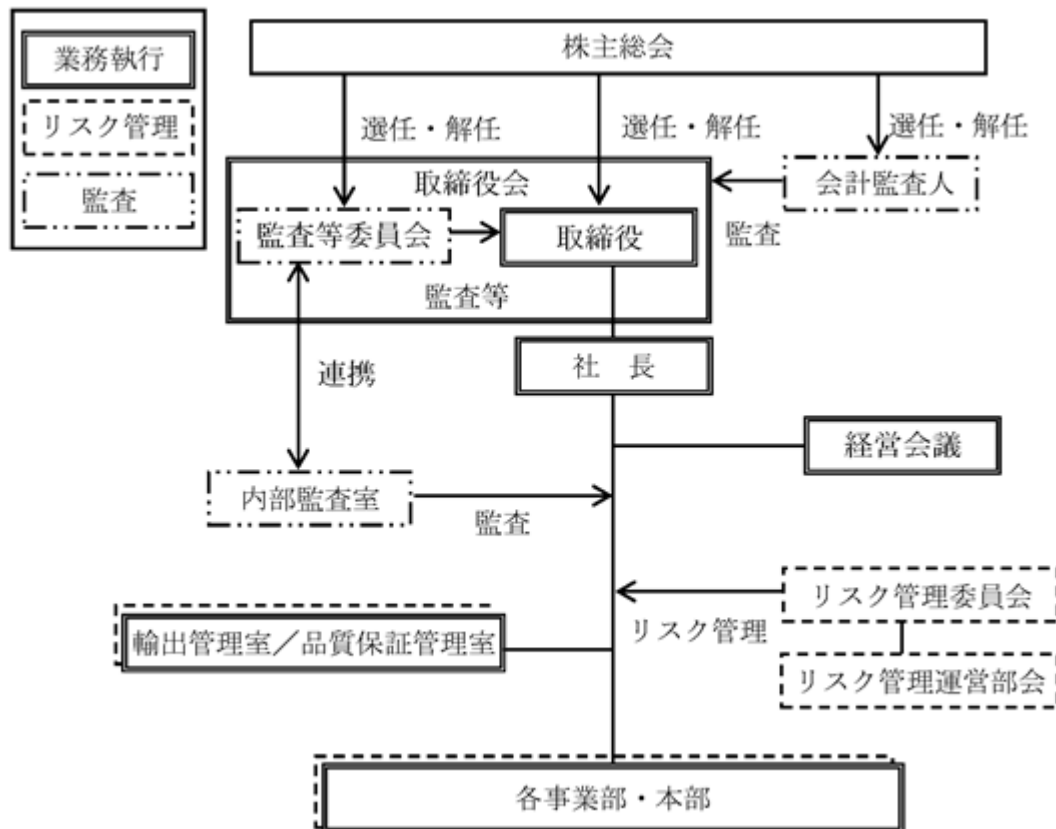 業務執行
リスク管理
監査
株主総会
選任・解任
選任・解任
選任・解任
取締役会
会計監査人
監査等委員会
取締役
監査
監査等
社 長
連携
経営会議
内部監査室
監査
リスク管理委員会
リスク管理
輸出管理室／品質保証管理室
リスク管理運営部会
各事業部・本部